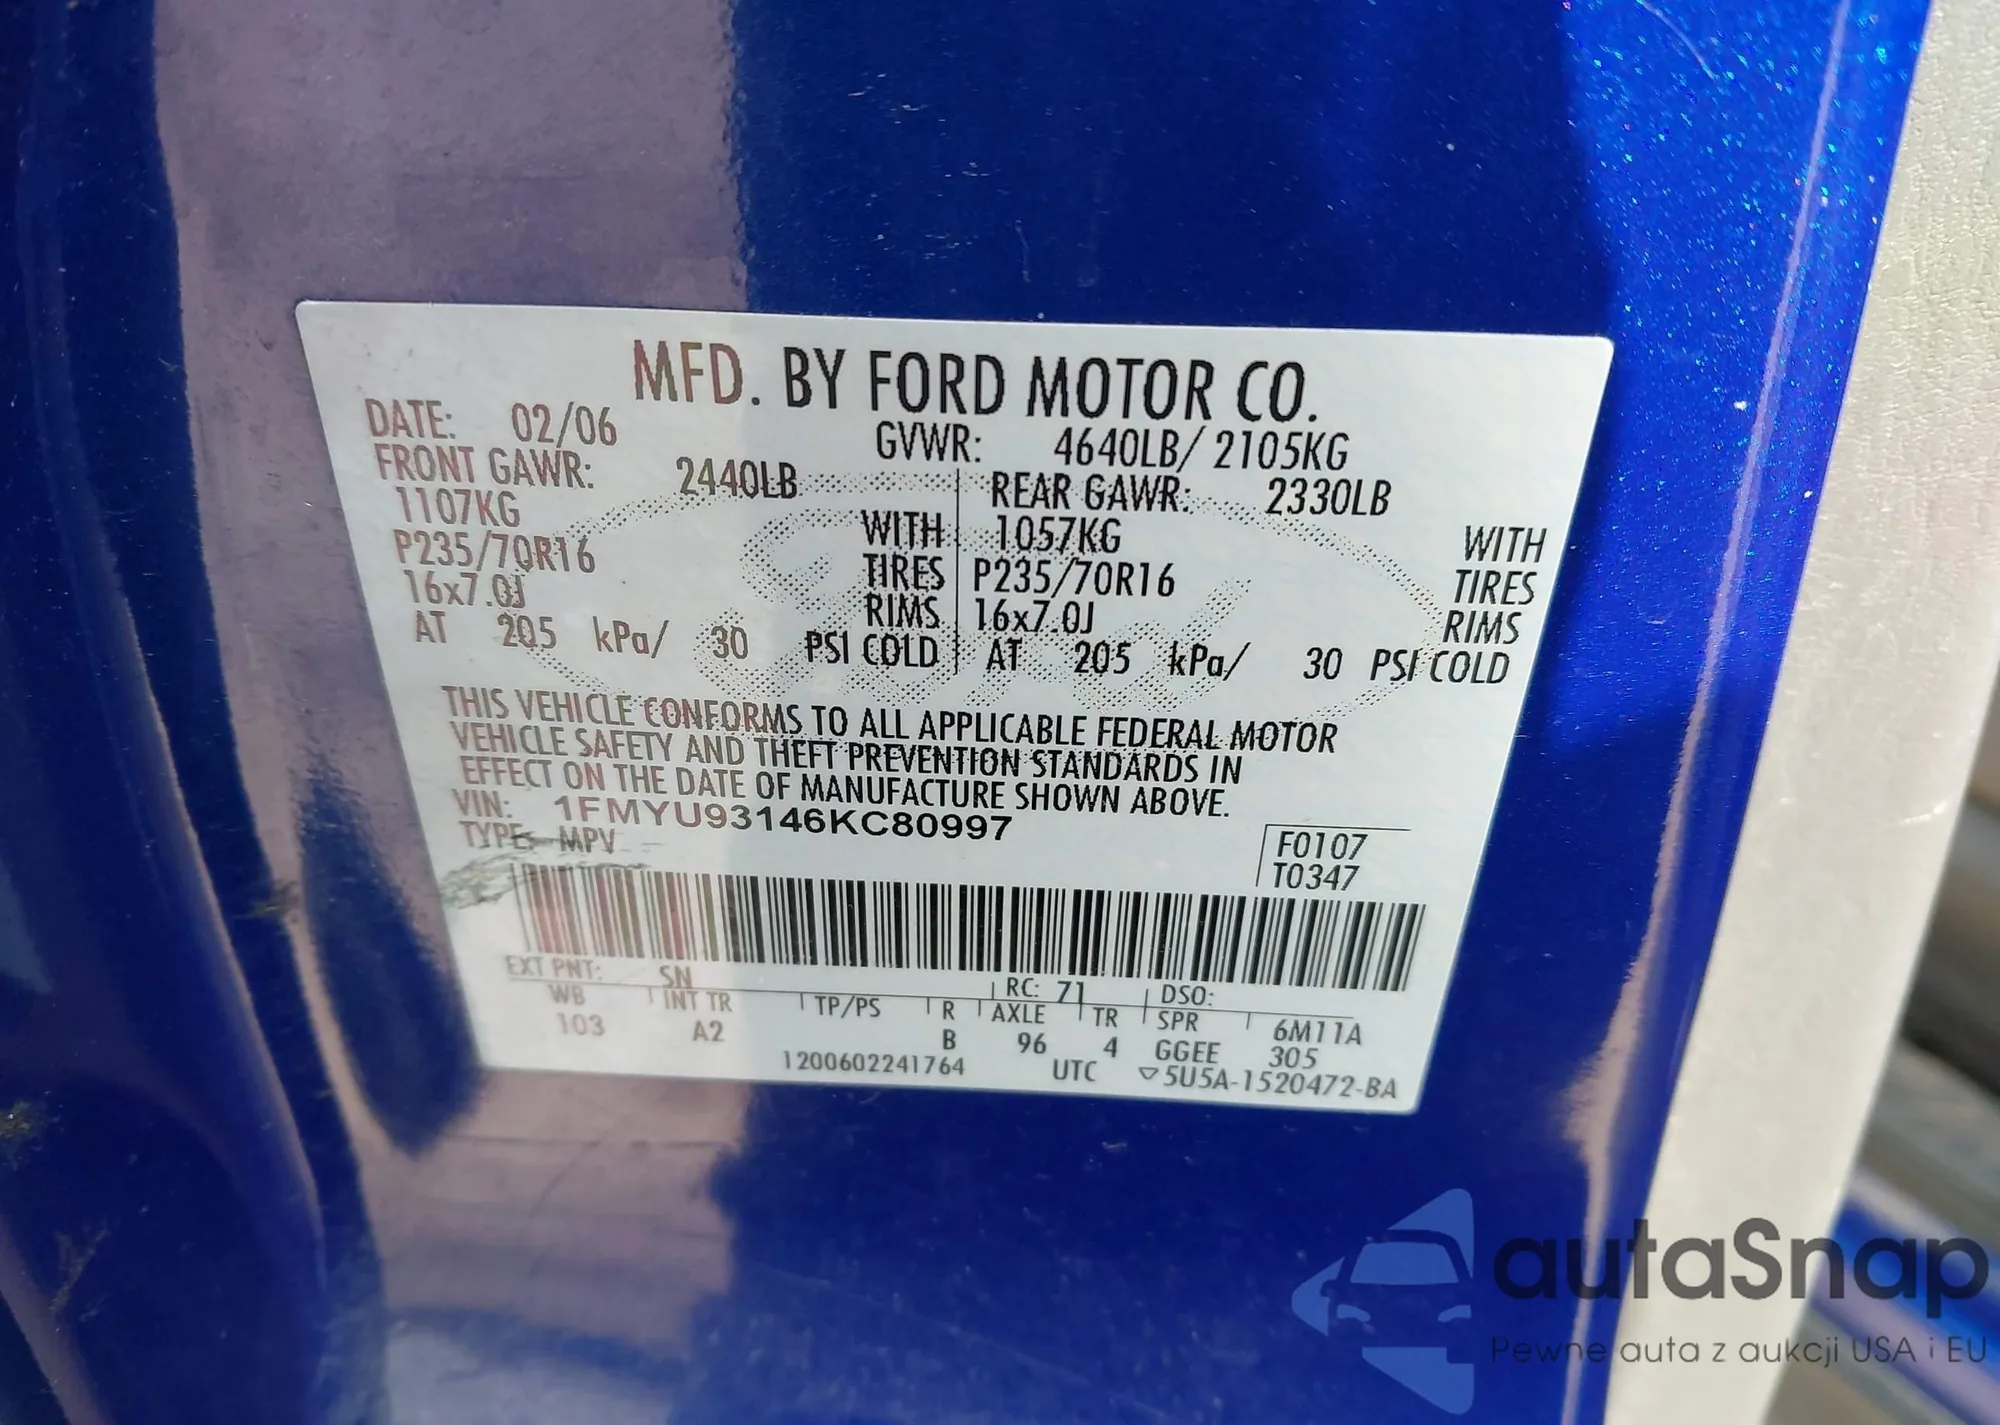 MFD. BY FORD MOTOR CO.
DATE: 02/06 GVWR: 4640LB/ 2105KG
FRONT GAWR: 2440LB REAR GAWR: 2330LB
1107KG WITH 1057KG WITH
P235/70R16 TIRES P235/70R16 TIRES
16x7.0J RIMS 16x7.0J RIMS
AT 205 kPa/ 30 PSI COLD AT 205 kPa/ 30 PSI COLD
THIS VEHICLE CONFORMS TO ALL APPLICABLE FEDERAL MOTOR
VEHICLE SAFETY AND THEFT PREVENTION STANDARDS IN
EFFECT ON THE DATE OF MANUFACTURE SHOWN ABOVE.
VIN: 1FMYU93146KC80997
TYPE: MPV
F0107
T0347
EXT PNT: SN RC: 71 DSO:
WB INT TR TP/PS R AXLE TR SPR 6M11A
103 A2 B 96 4 GGEE 305
1200602241764 UTC ▽5U5A-1520472-BA
Ford
autaSnap
Pewne auta z aukcji USA i EU